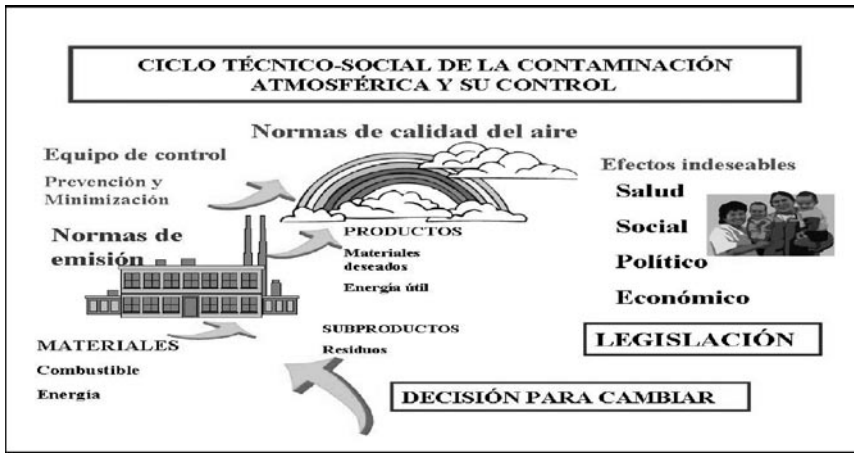 CICLO TÉCNICO-SOCIAL DE LA CONTAMINACIÓN
ATMOSFÉRICA Y SU CONTROL
Normas de calidad del aire
Equipo de control
Prevención y
Minimización
Normas de
emisión
MATERIALES
Combustible
Energía
PRODUCTOS
Materiales
deseados
Energía útil
SUBPRODUCTOS
Residuos
Efectos indeseables
Salud
Social
Político
Económico
LEGISLACIÓN
DECISIÓN PARA CAMBIAR